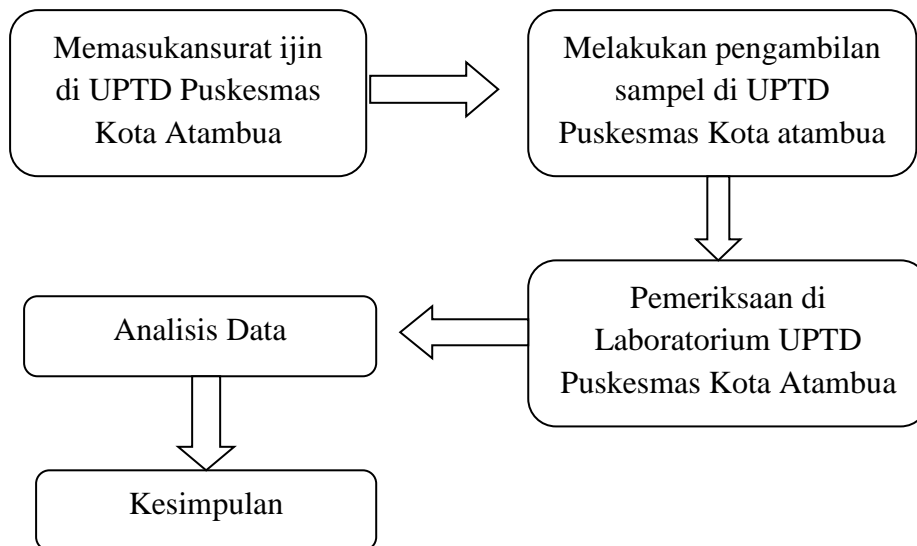 Memasukansurat ijin
di UPTD Puskesmas
Kota Atambua
Melakukan pengambilan
sampel di UPTD
Puskesmas Kota atambua
Pemeriksaan di
Laboratorium UPTD
Puskesmas Kota Atambua
Analisis Data
Kesimpulan